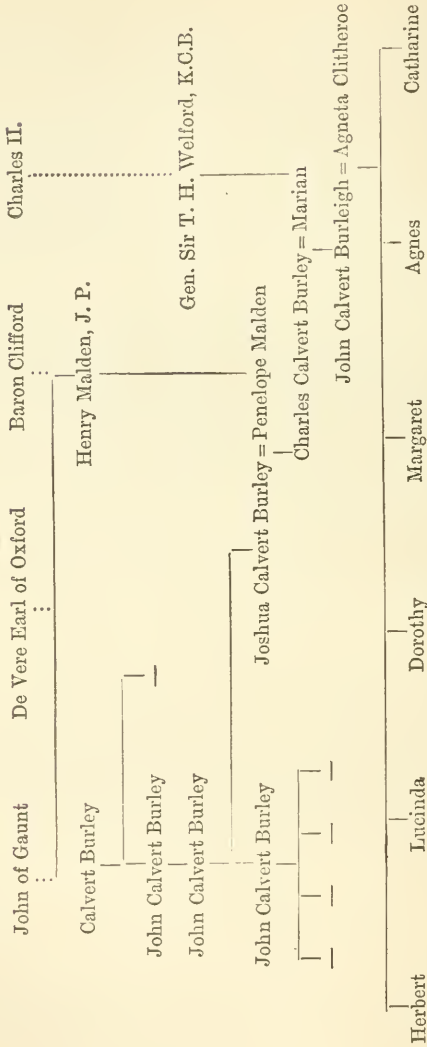 John of Gaunt De Vere Earl of Oxford Baron Clifford Charles II.
Calvert Burley Henry Malden, J. P.
John Calvert Burley
Gen. Sir T. H. Welford, K.C.B.
John Calvert Burley
John Calvert Burley Joshua Calvert Burley = Penelope Malden
Charles Calvert Burley = Marian
John Calvert Burleigh = Agneta Clitheroe
Herbert Lucinda Dorothy Margaret Agnes Catharine